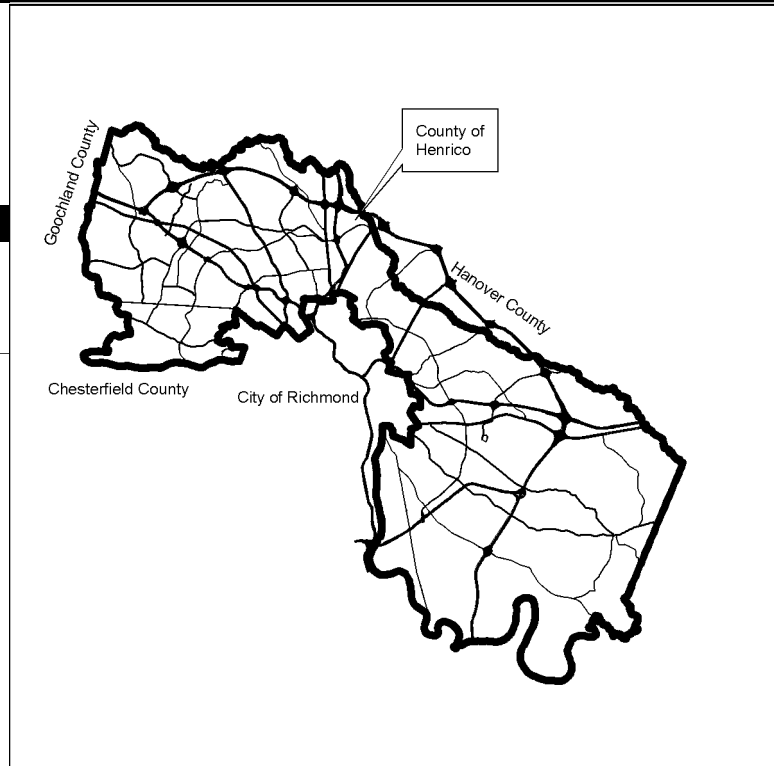 County of
Henrico
Goochland County
Hanover County
Chesterfield County
City of Richmond